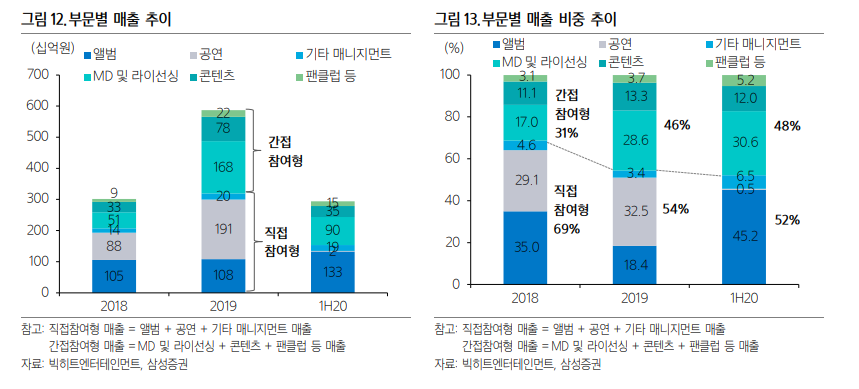 그림 12. 부문별 매출 추이
(십억원)
앨범
공연
기타 매니지먼트
MD 및 라이선싱
콘텐츠
팬클럽 등
700
600
500
400
300
200
100
0
9
33
51
14
88
105
22
78
168
20
191
108
15
35
90
19
2
133
간접
참여형
직접
참여형
2018
2019
1H20
참고: 직접참여형 매출 = 앨범 + 공연 + 기타 매니지먼트 매출
간접참여형 매출 = MD 및 라이선싱 + 콘텐츠 + 팬클럽 등 매출
자료: 빅히트엔터테인먼트, 삼성증권
그림 13. 부문별 매출 비중 추이
(%)
앨범
공연
기타 매니지먼트
MD 및 라이선싱
콘텐츠
팬클럽 등
100
80
60
40
20
0
3.1
11.1
17.0
4.6
29.1
35.0
간접
참여형
31%
직접
참여형
69%
3.7
13.3
28.6
3.4
32.5
18.4
46%
54%
5.2
12.0
30.6
6.5
0.5
45.2
48%
52%
2018
2019
1H20
참고: 직접참여형 매출 = 앨범 + 공연 + 기타 매니지먼트 매출
간접참여형 매출 = MD 및 라이선싱 + 콘텐츠 + 팬클럽 등 매출
자료: 빅히트엔터테인먼트, 삼성증권